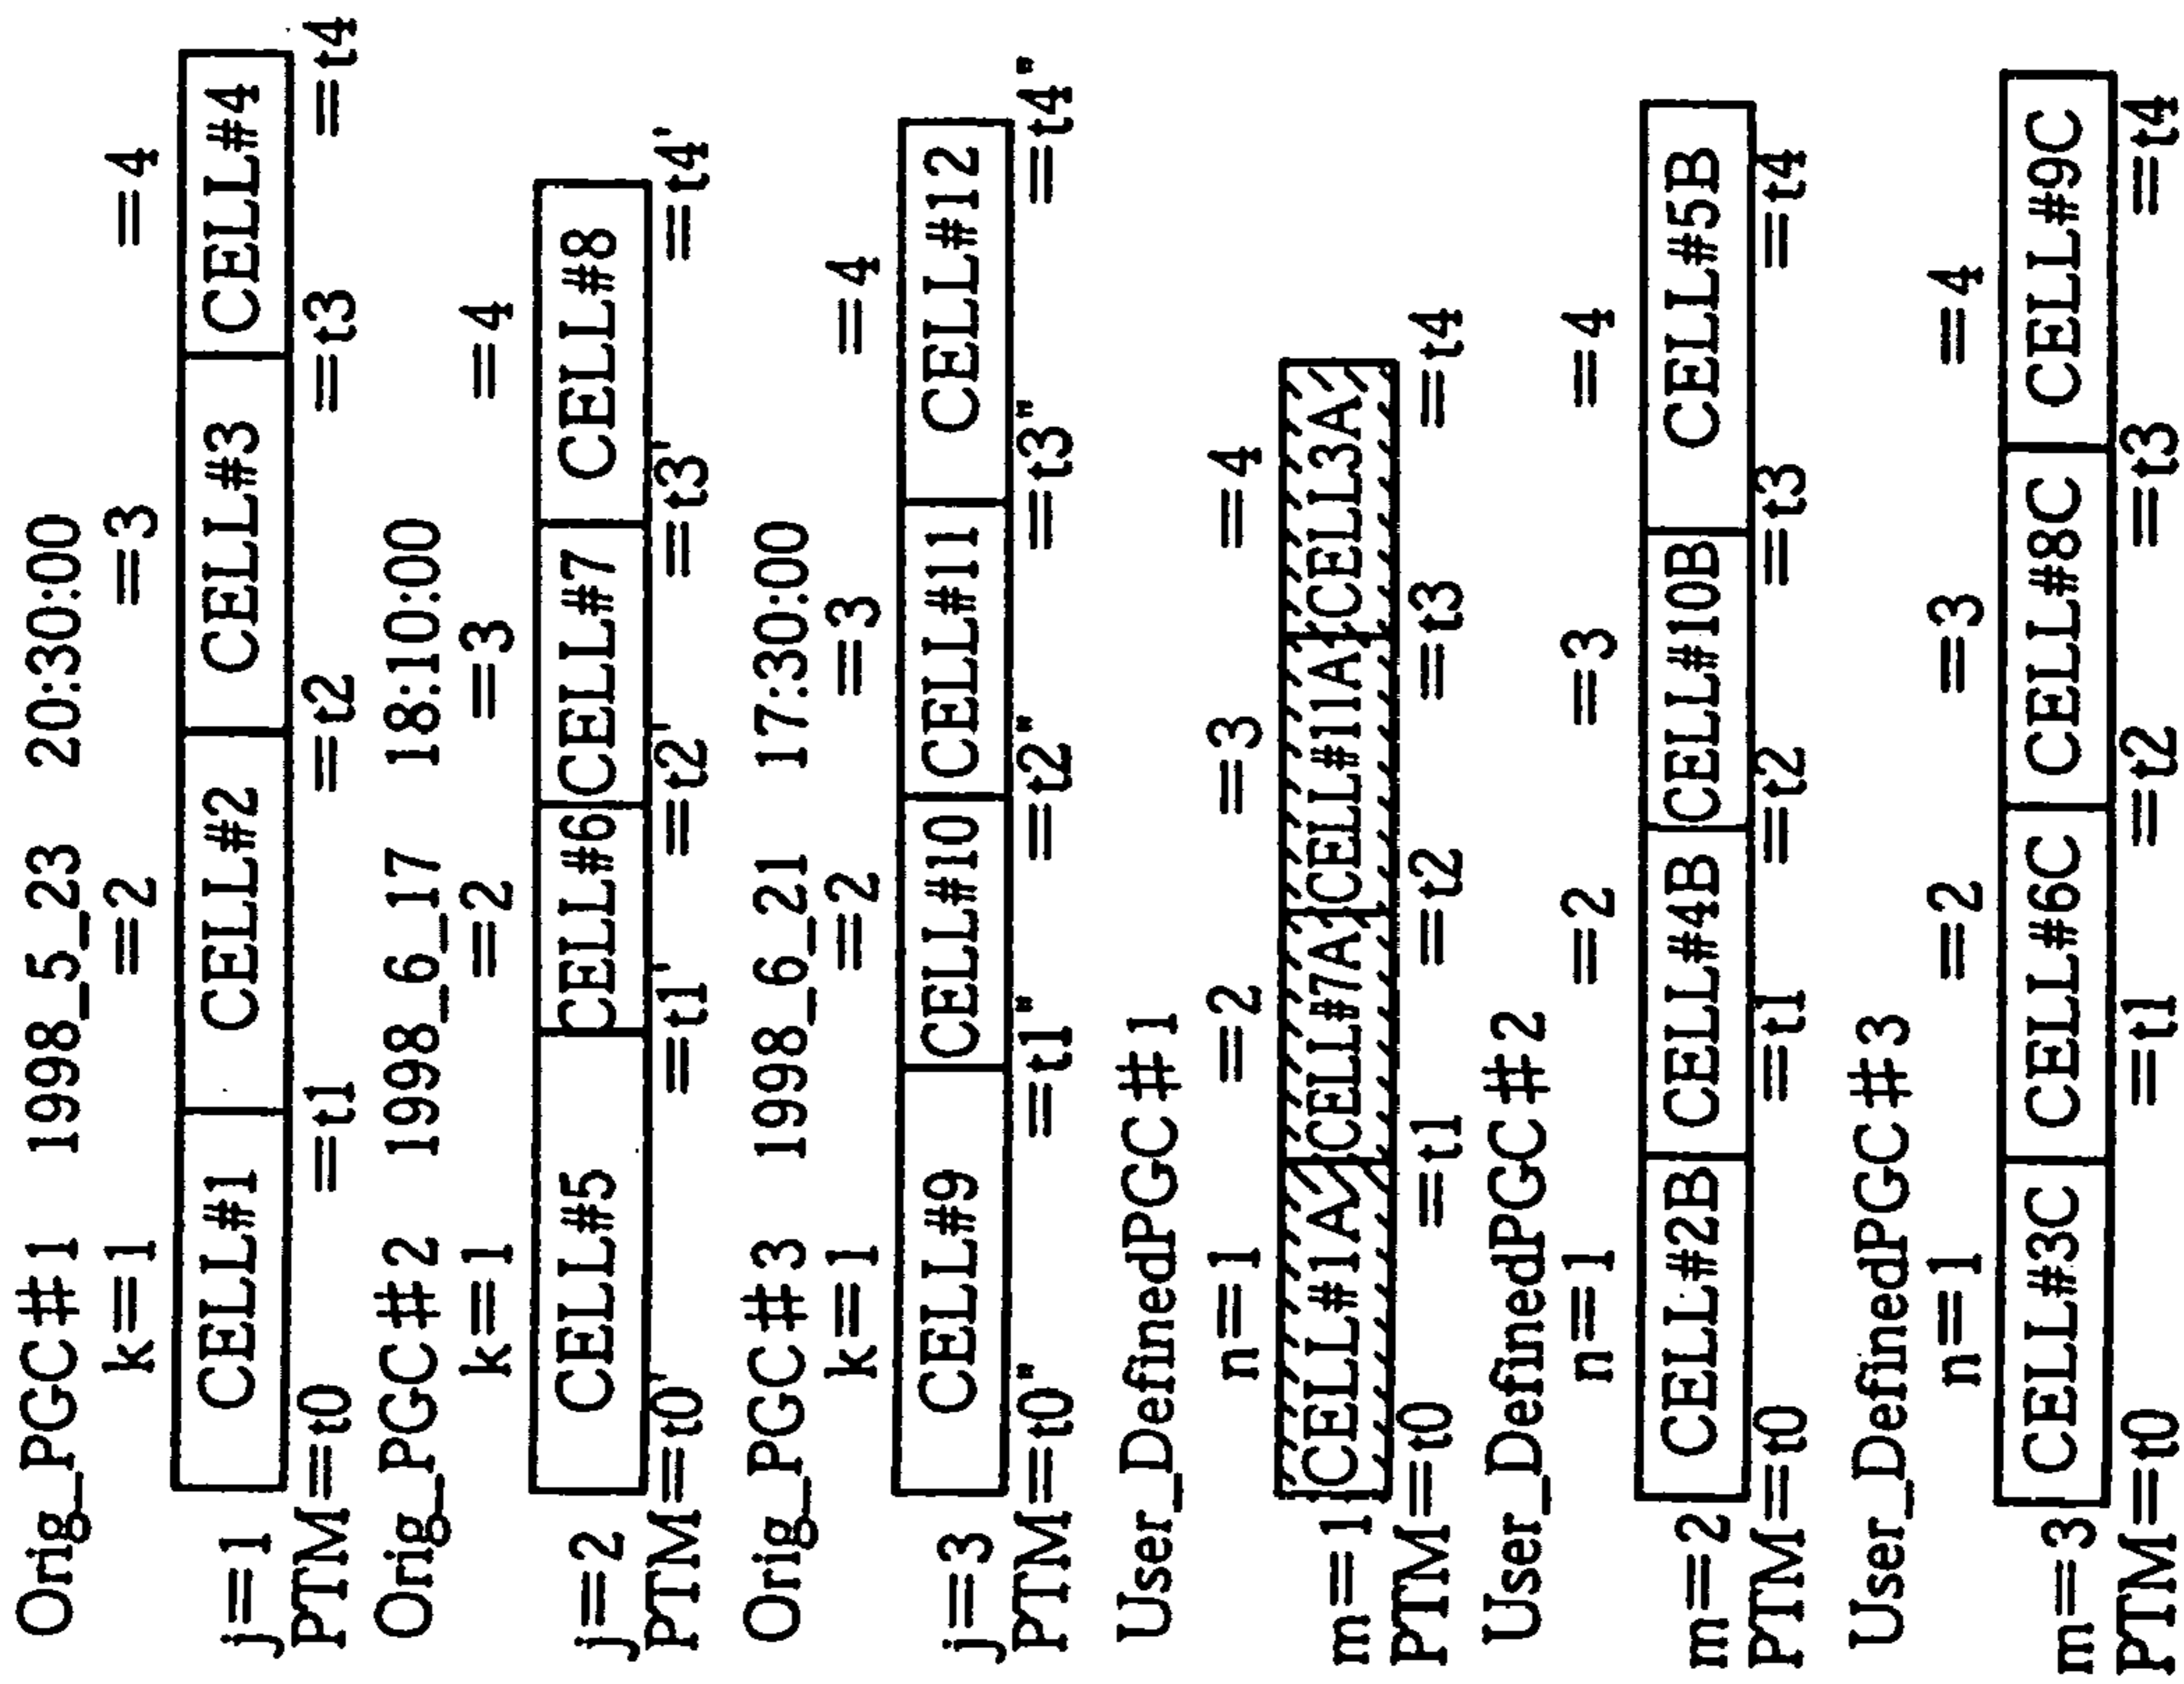 Orig_PGC#1 1998_5_23 20:30:00
k=1 =2 =3 =4
j=1 CELL#1 CELL#2 CELL#3 CELL#4
PTM=t0 =t1 =t2 =t3 =t4
Orig_PGC#2 1998_6_17 18:10:00
k=1 =2 =3 =4
j=2 CELL#5 CELL#6 CELL#7 CELL#8
PTM=t0' =t1' =t2' =t3' =t4'
Orig_PGC#3 1998_6_21 17:30:00
k=1 =2 =3 =4
j=3 CELL#9 CELL#10 CELL#11 CELL#12
PTM=t0" =t1" =t2" =t3" =t4"
User_DefinedPGC#1
n=1 =2 =3 =4
m=1 CELL#1A CELL#7A CELL#11A CELL3A
PTM=t0 =t1 =t2 =t3 =t4
User_DefinedPGC#2
n=1 =2 =3 =4
m=2 CELL#2B CELL#4B CELL#10B CELL#5B
PTM=t0 =t1 =t2 =t3 =t4
User_DefinedPGC#3
n=1 =2 =3 =4
m=3 CELL#3C CELL#6C CELL#8C CELL#9C
PTM=t0 =t1 =t2 =t3 =t4